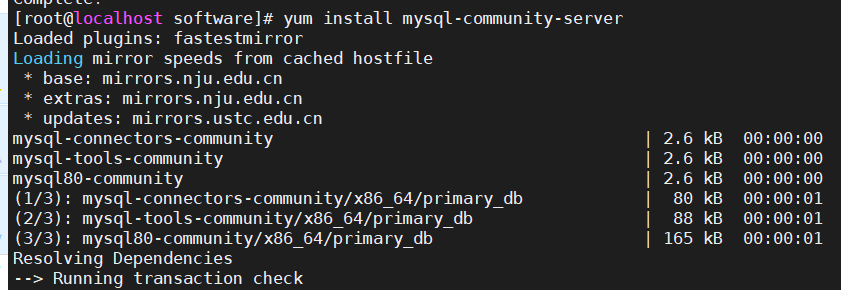 Complete!
[root@localhost software]# yum install mysql-community-server
Loaded plugins: fastestmirror
Loading mirror speeds from cached hostfile
 * base: mirrors.nju.edu.cn
 * extras: mirrors.nju.edu.cn
 * updates: mirrors.ustc.edu.cn
mysql-connectors-community | 2.6 kB 00:00:00
mysql-tools-community | 2.6 kB 00:00:00
mysql80-community | 2.6 kB 00:00:00
(1/3): mysql-connectors-community/x86_64/primary_db | 80 kB 00:00:01
(2/3): mysql-tools-community/x86_64/primary_db | 88 kB 00:00:01
(3/3): mysql80-community/x86_64/primary_db | 165 kB 00:00:01
Resolving Dependencies
--> Running transaction check